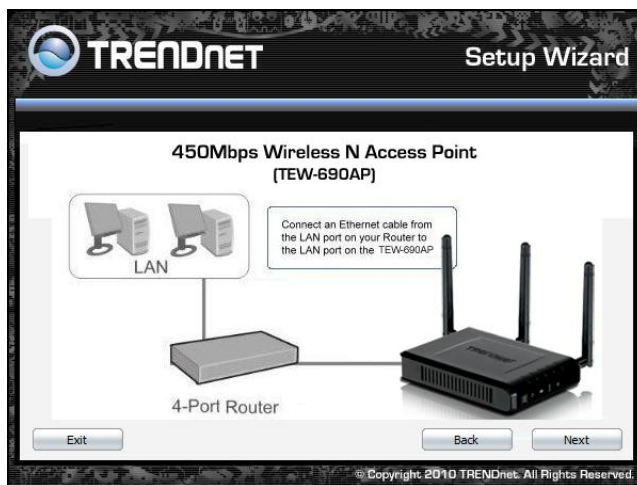 TRENDNET
Setup Wizard
450Mbps Wireless N Access Point
(TEW-690AP)
Connect an Ethernet cable from
the LAN port on your Router to
the LAN port on the TEW-690AP
LAN
TRENDNET
4-Port Router
Exit
Back
Next
© Copyright 2010 TRENDnet. All Rights Reserved.